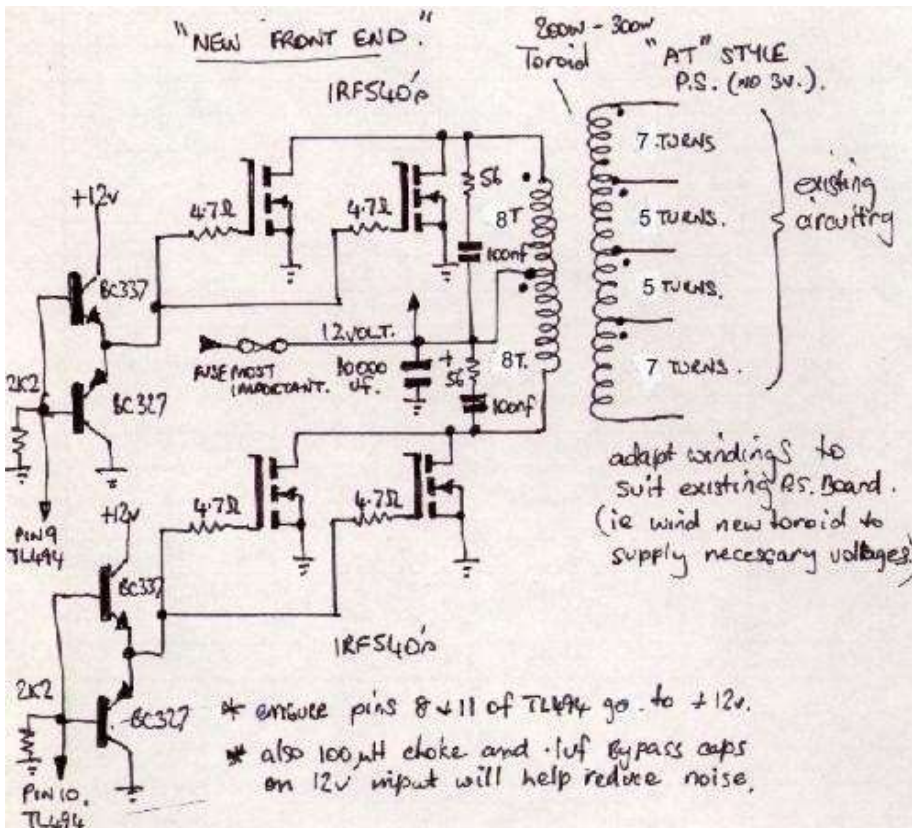 "NEW FRONT END."
200W - 300W
Toroid
"AT" STYLE
P.S. (NO 3V.)
IRF540's
+12v
4.7Ω
4.7Ω
56
100nf
8T.
7 TURNS
5 TURNS.
5 TURNS.
7 TURNS.
existing
circuitry
BC337
BC327
2K2
PIN 9
TL494
12VOLT.
FUSE MOST
IMPORTANT.
10000
uf.
+
56
100nf
8T.
+12v
4.7Ω
4.7Ω
BC337
BC327
2K2
PIN 10.
TL494
IRF540's
adapt windings to
suit existing P.S. Board.
(ie wind new toroid to
supply necessary voltages)
* ensure pins 8 & 11 of TL494 go to +12v.
* also 100µH choke and .1uf Bypass caps
on 12v input will help reduce noise.